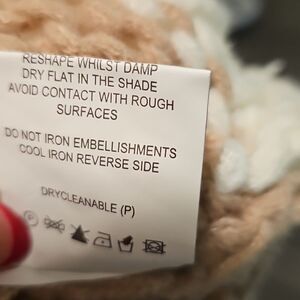 RESHAPE WHILST DAMP
DRY FLAT IN THE SHADE
AVOID CONTACT WITH ROUGH
SURFACES
DO NOT IRON EMBELLISHMENTS
COOL IRON REVERSE SIDE
DRYCLEANABLE (P)